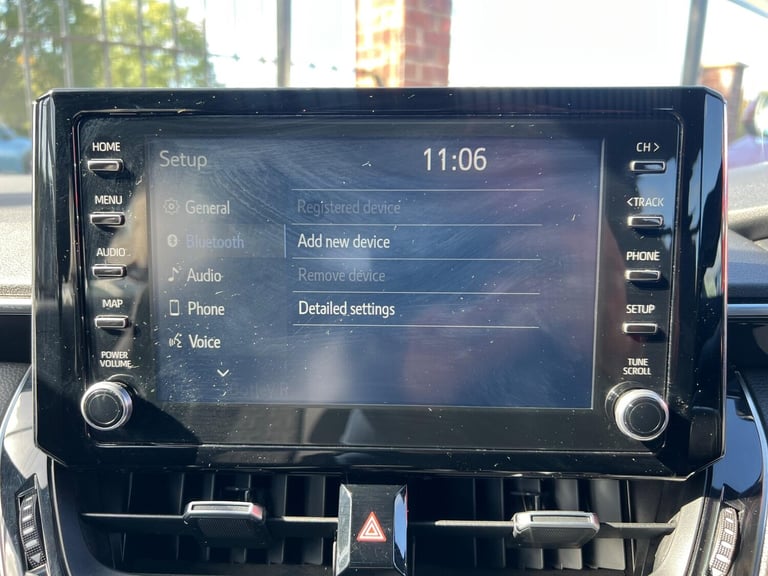 HOME
MENU
AUDIO
MAP
POWER
VOLUME
Setup
11:06
General
Bluetooth
Audio
Phone
Voice
Registered device
Add new device
Remove device
Detailed settings
CH >
<TRACK
PHONE
SETUP
TUNE
SCROLL